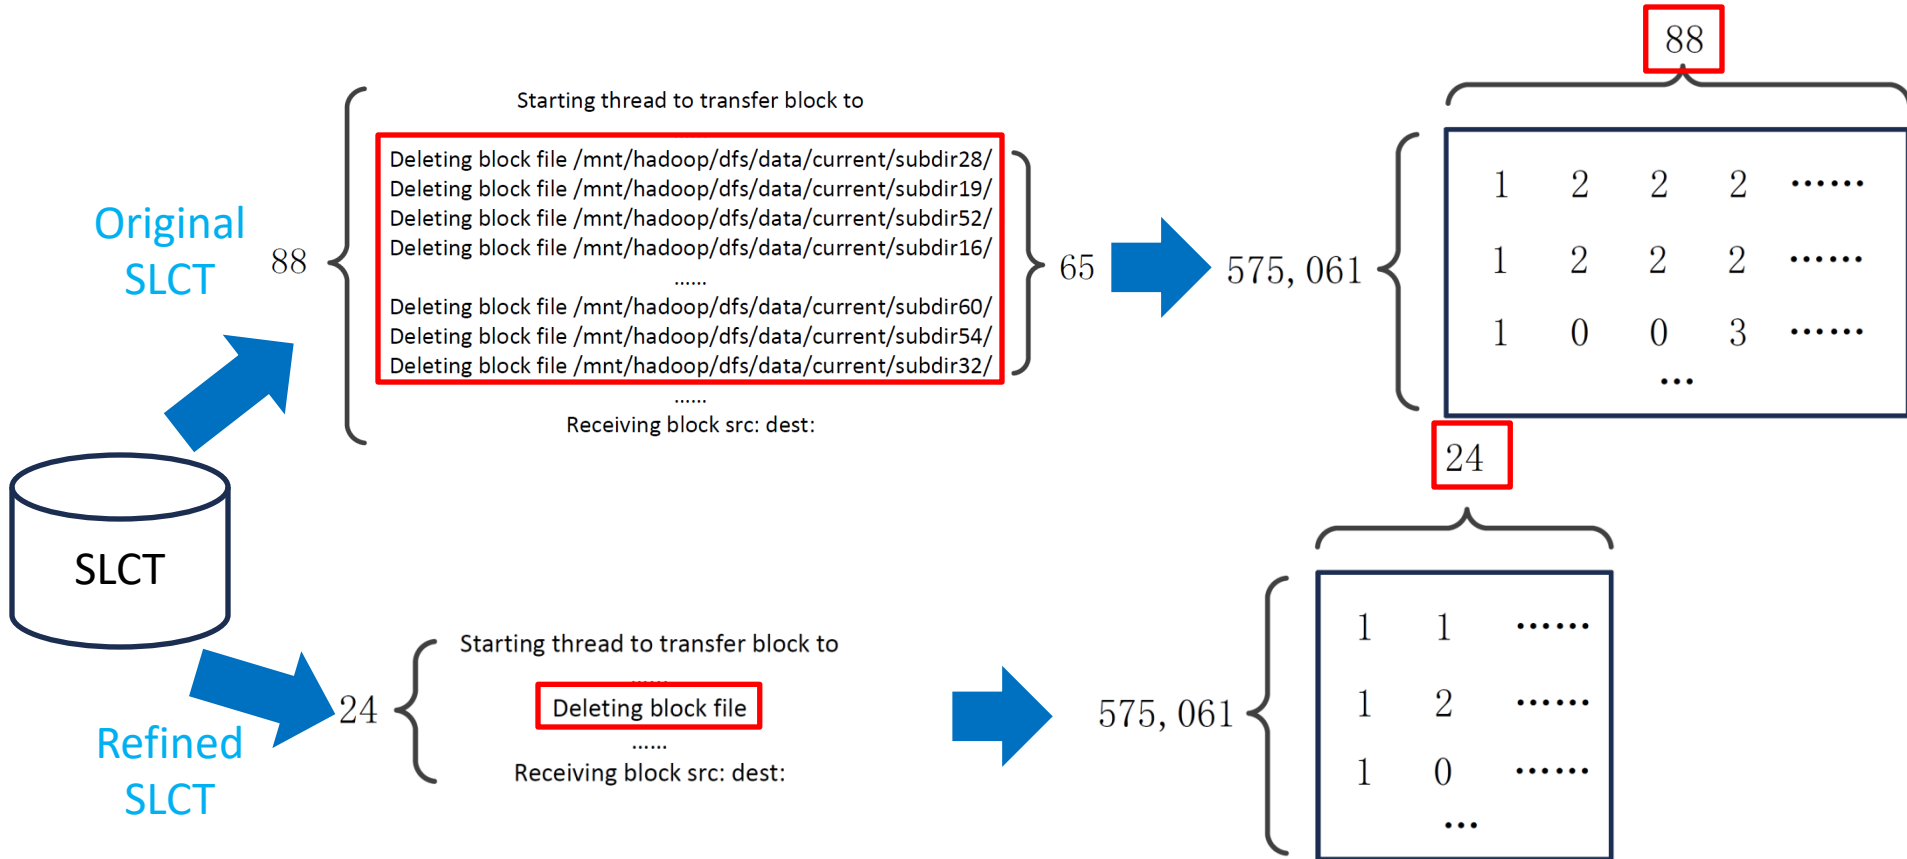 Original
SLCT
88
Starting thread to transfer block to
Deleting block file /mnt/hadoop/dfs/data/current/subdir28/
Deleting block file /mnt/hadoop/dfs/data/current/subdir19/
Deleting block file /mnt/hadoop/dfs/data/current/subdir52/
Deleting block file /mnt/hadoop/dfs/data/current/subdir16/
......
Deleting block file /mnt/hadoop/dfs/data/current/subdir60/
Deleting block file /mnt/hadoop/dfs/data/current/subdir54/
Deleting block file /mnt/hadoop/dfs/data/current/subdir32/
......
Receiving block src: dest:
65
575, 061
88
1 2 2 2 ······
1 2 2 2 ······
1 0 0 3 ······
...
SLCT
Refined
SLCT
24
Starting thread to transfer block to
......
Deleting block file
......
Receiving block src: dest:
575, 061
24
1 1 ······
1 2 ······
1 0 ······
...